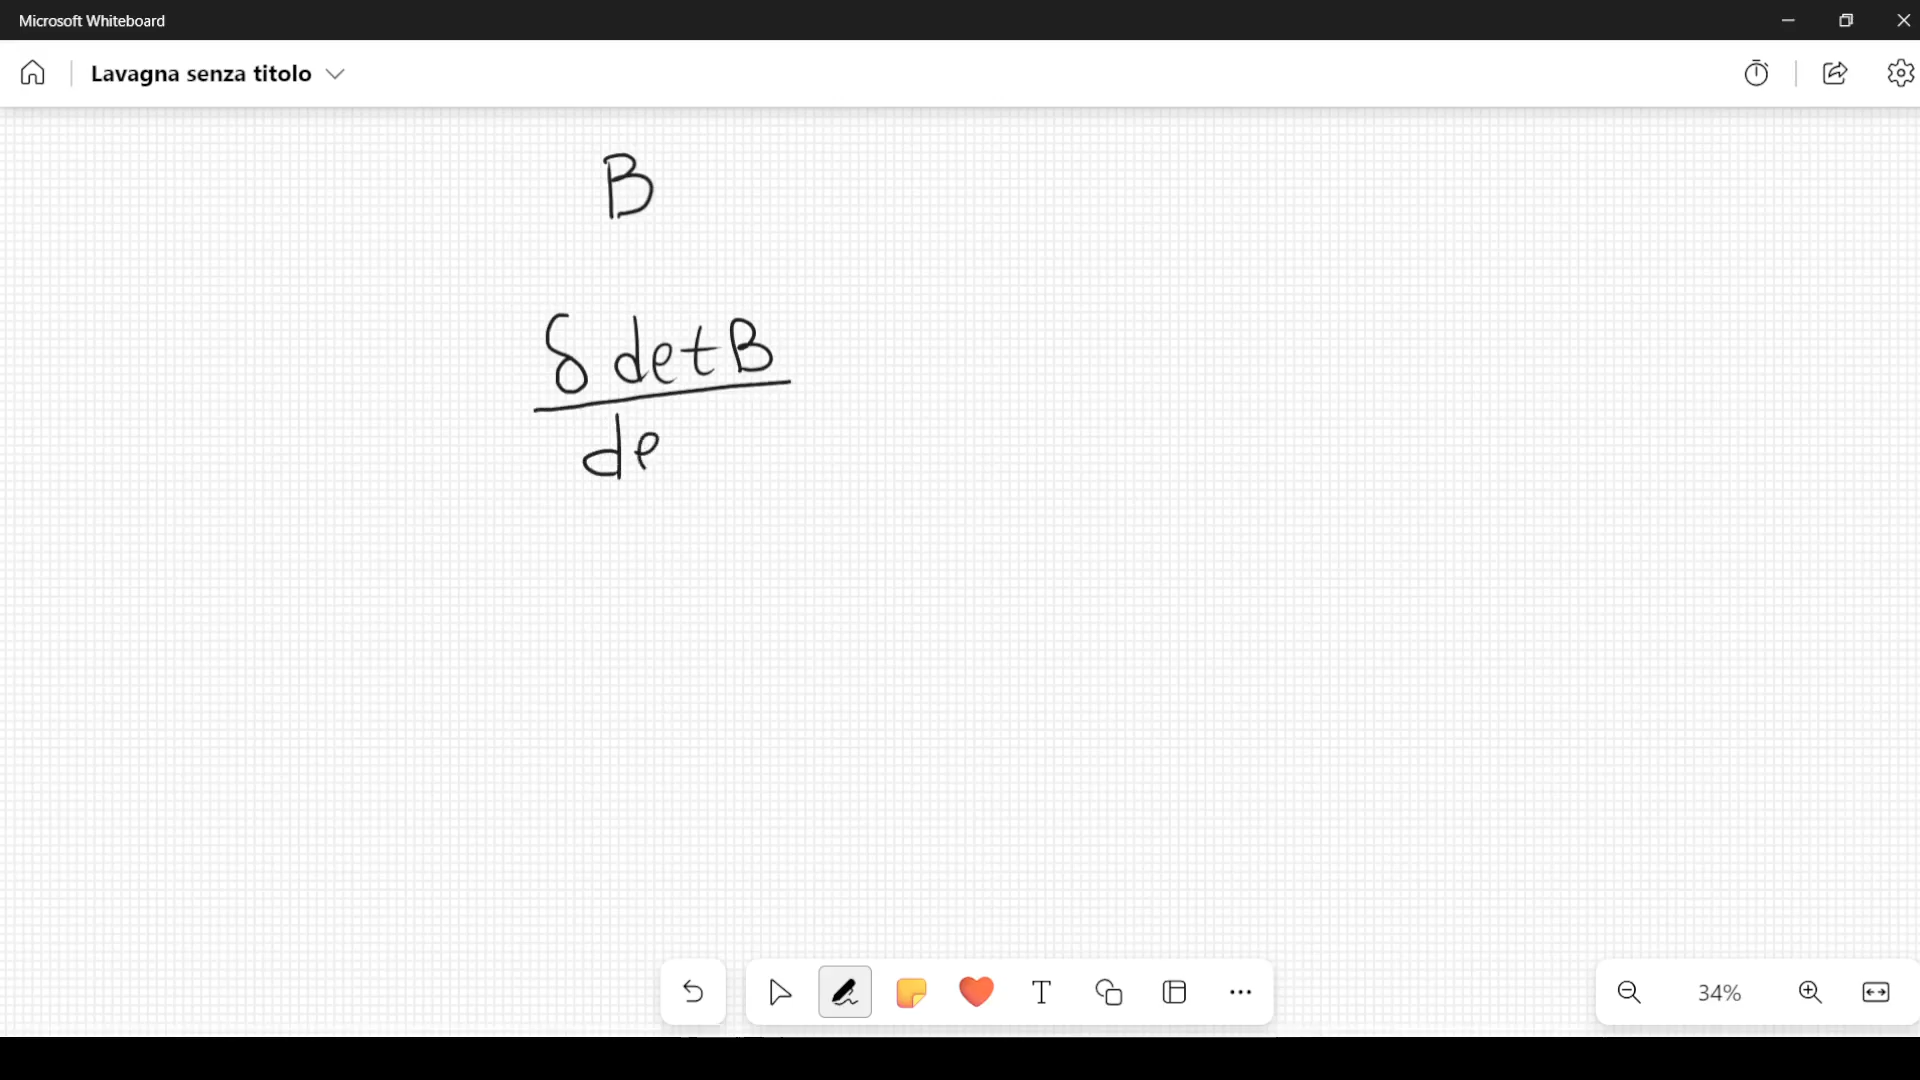 Microsoft Whiteboard
Lavagna senza titolo
B
δ det B
de
34%